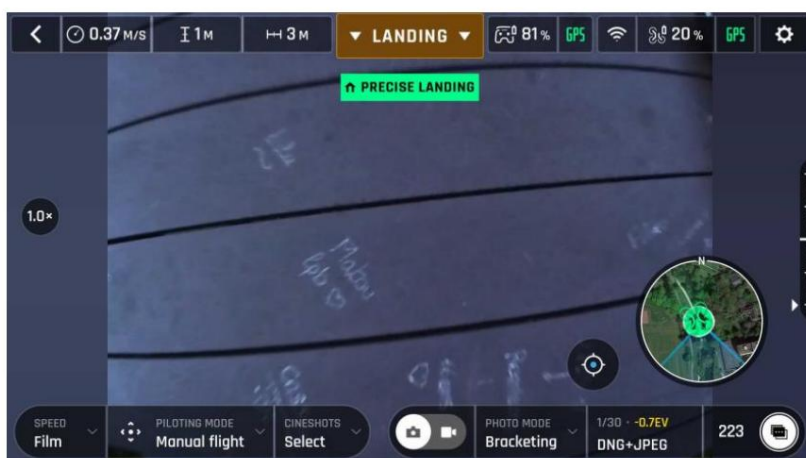 0.37 M/S
1 M
3 M
LANDING
81 %
GPS
20 %
GPS
PRECISE LANDING
1.0×
N
SPEED
Film
PILOTING MODE
Manual flight
CINESHOTS
Select
PHOTO MODE
Bracketing
1/30 · -0.7EV
DNG+JPEG
223